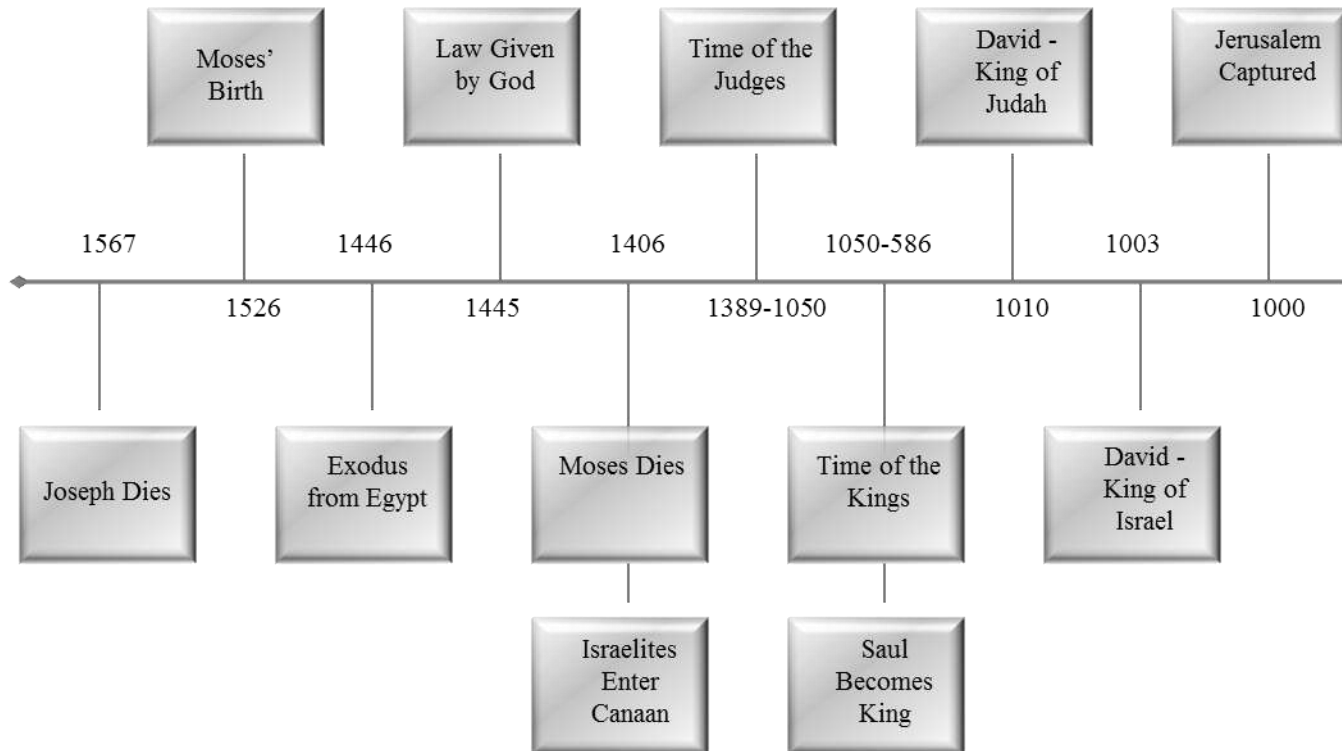 Moses’
Birth
Law Given
by God
Time of the
Judges
David -
King of
Judah
Jerusalem
Captured
1567
1446
1406
1050-586
1003
1526
1445
1389-1050
1010
1000
Joseph Dies
Exodus
from Egypt
Moses Dies
Time of the
Kings
David -
King of
Israel
Israelites
Enter
Canaan
Saul
Becomes
King